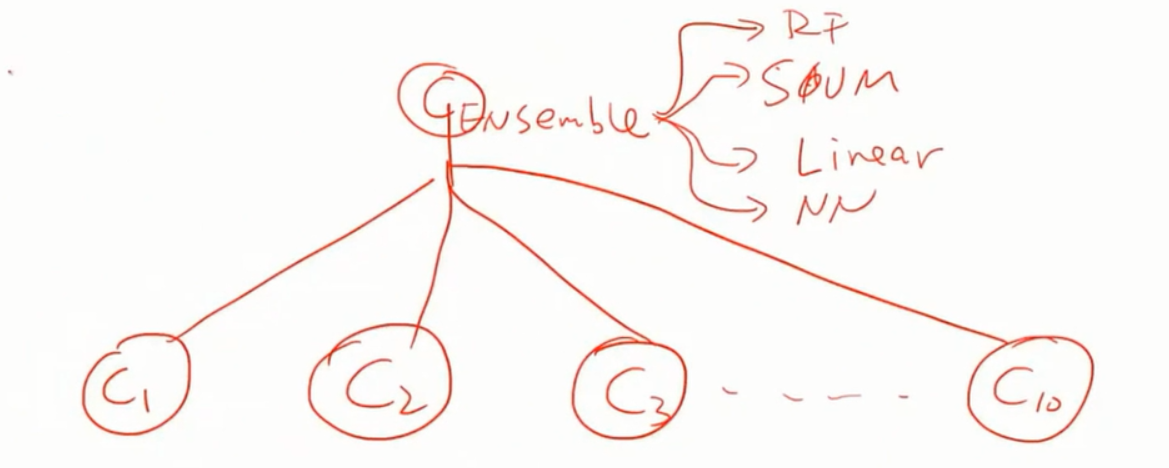 RF
SVM
C Ensemble
Linear
NN
C1 C2 C3 ----- C10